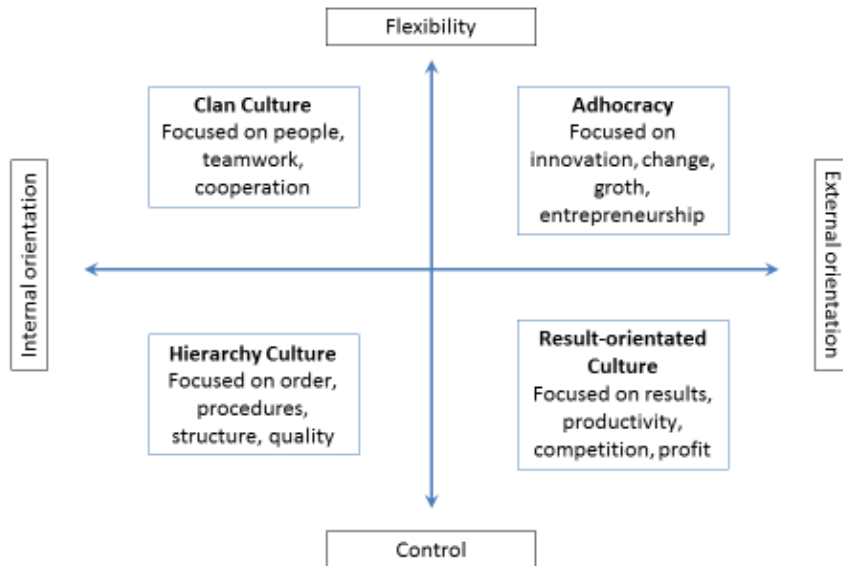 Flexibility
Clan Culture
Focused on people,
teamwork,
cooperation
Adhocracy
Focused on
innovation, change,
groth,
entrepreneurship
Internal orientation
External orientation
Hierarchy Culture
Focused on order,
procedures,
structure, quality
Result-orientated
Culture
Focused on results,
productivity,
competition, profit
Control